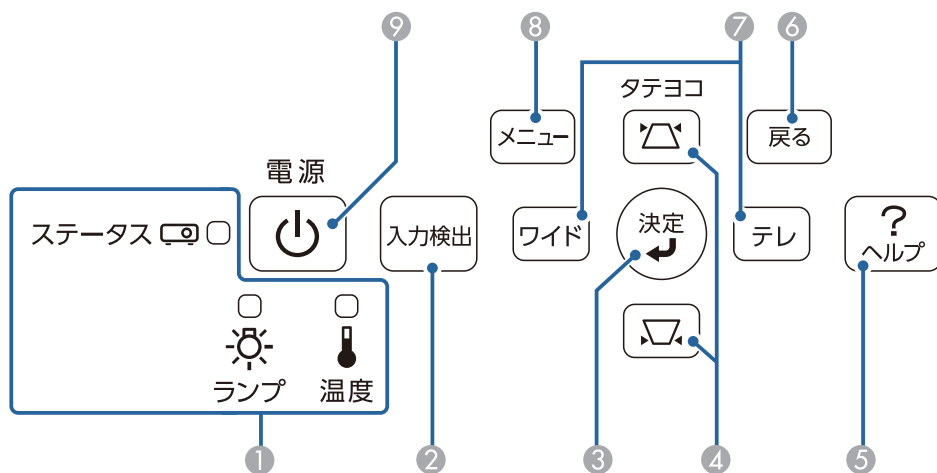 9 8 7 6
タテヨコ
メニュー
戻る
電源
ステータス
入力検出
ワイド
決定
テレ
?
ヘルプ
ランプ
温度
1 2 3 4 5